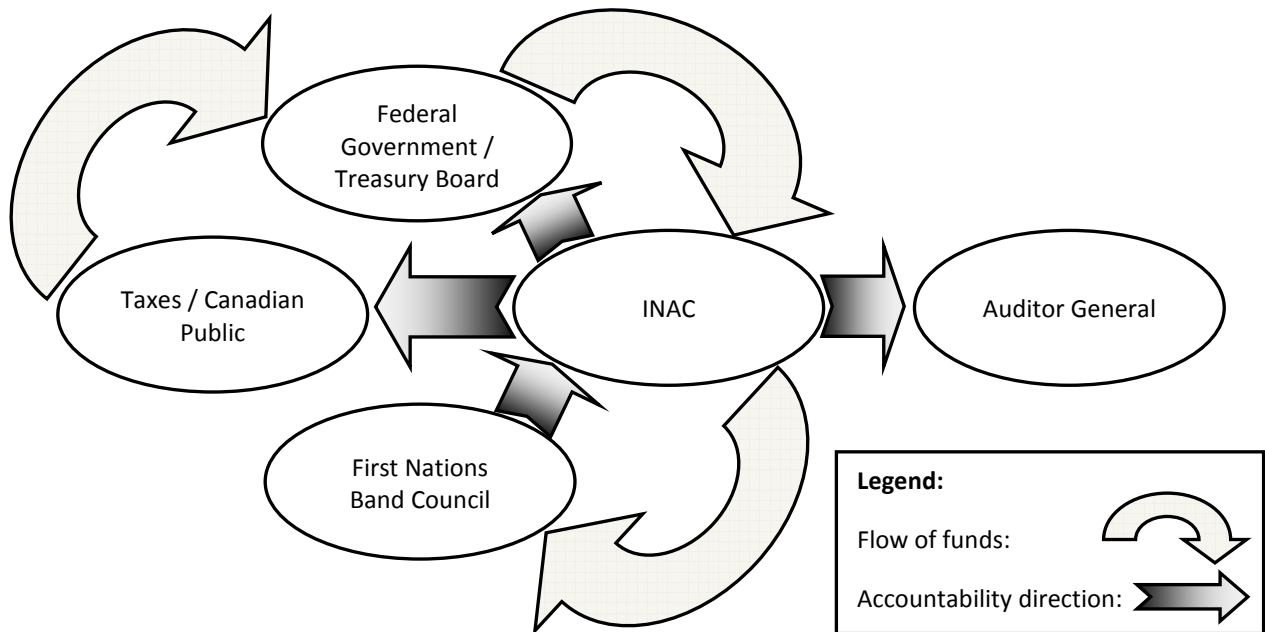 Federal
Government /
Treasury Board
Taxes / Canadian
Public
INAC
Auditor General
First Nations
Band Council
Legend:
Flow of funds:
Accountability direction: